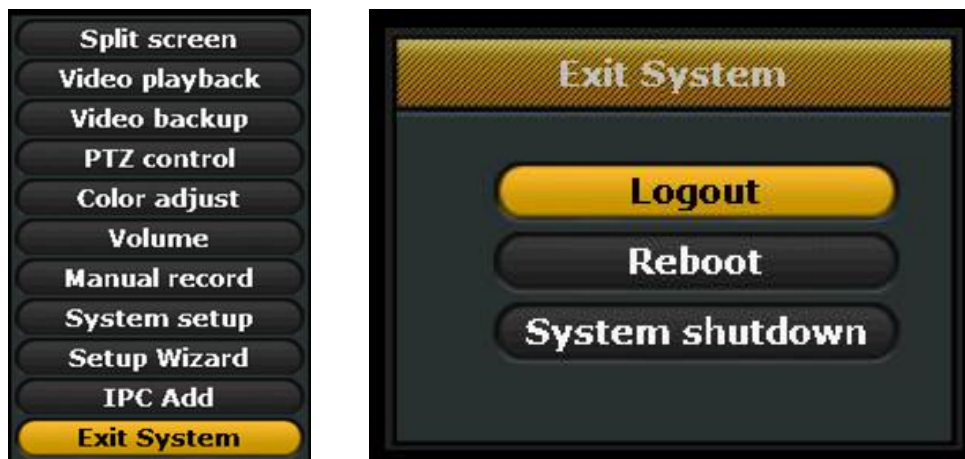 Split screen
Video playback
Video backup
PTZ control
Color adjust
Volume
Manual record
System setup
Setup Wizard
IPC Add
Exit System
Exit System
Logout
Reboot
System shutdown